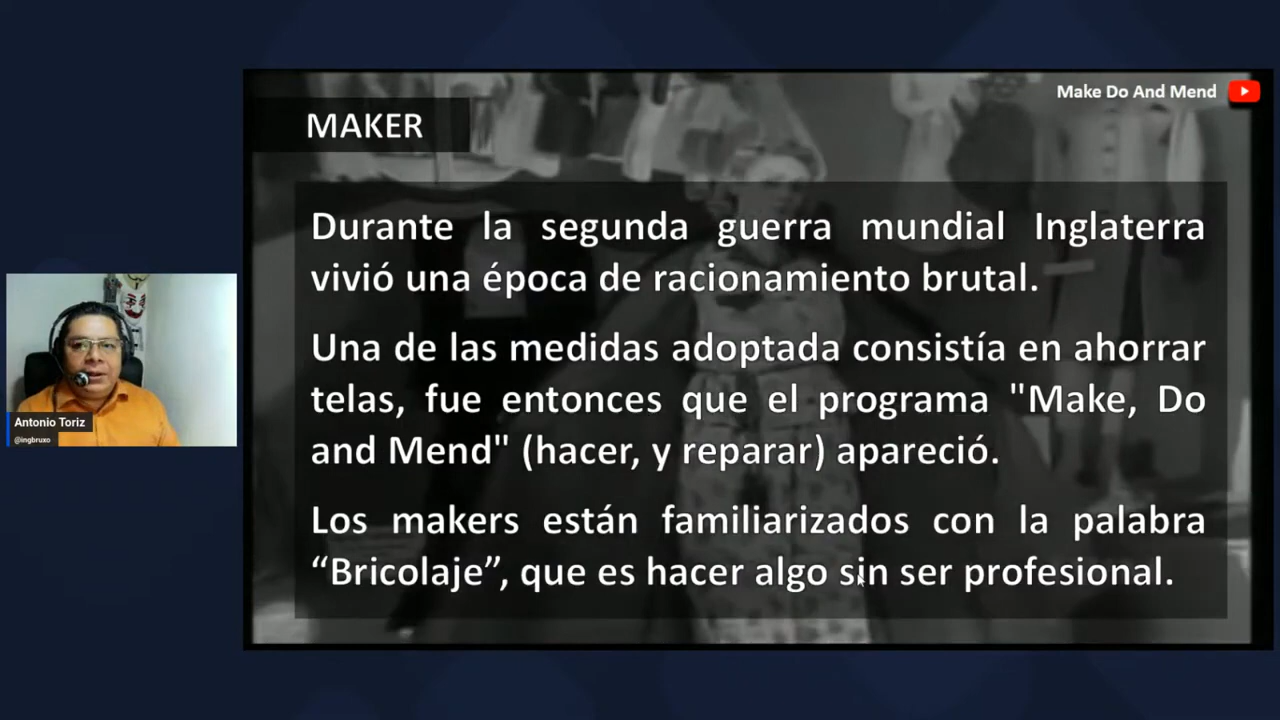 Make Do And Mend
MAKER
Durante la segunda guerra mundial Inglaterra
vivió una época de racionamiento brutal.
Una de las medidas adoptada consistía en ahorrar
telas, fue entonces que el programa "Make, Do
and Mend" (hacer, y reparar) apareció.
Los makers están familiarizados con la palabra
“Bricolaje”, que es hacer algo sin ser profesional.
Antonio Toriz
@ingbruxo